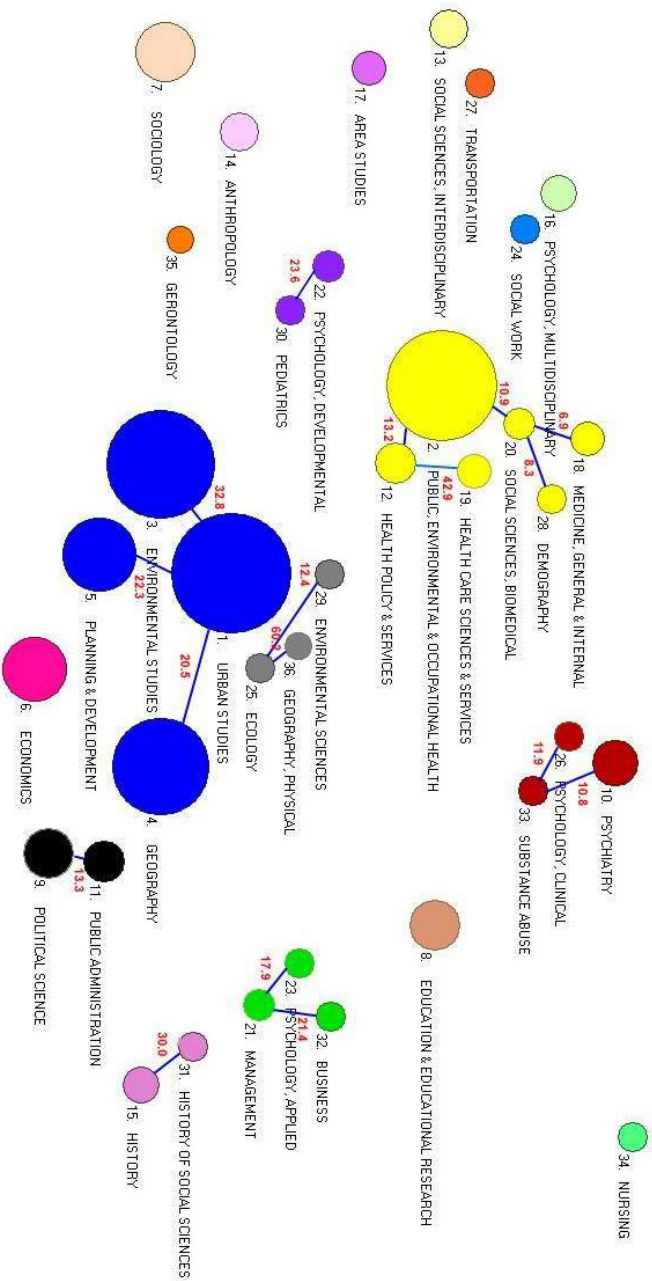 34. NURSING
10. PSYCHIATRY
10.8
18. MEDICINE, GENERAL & INTERNAL
6.9
26. PSYCHOLOGY, CLINICAL
11.9
16. PSYCHOLOGY, MULTIDISCIPLINARY
28. DEMOGRAPHY
8.3
33. SUBSTANCE ABUSE
24. SOCIAL WORK
20. SOCIAL SCIENCES, BIOMEDICAL
10.9
27. TRANSPORTATION
19. HEALTH CARE SCIENCES & SERVICES
42.9
13. SOCIAL SCIENCES, INTERDISCIPLINARY
2. PUBLIC, ENVIRONMENTAL & OCCUPATIONAL HEALTH
8. EDUCATION & EDUCATIONAL RESEARCH
13.2
12. HEALTH POLICY & SERVICES
17. AREA STUDIES
22. PSYCHOLOGY, DEVELOPMENTAL
29. ENVIRONMENTAL SCIENCES
32. BUSINESS
12.4
21.4
23.6
36. GEOGRAPHY, PHYSICAL
23. PSYCHOLOGY, APPLIED
30. PEDIATRICS
17.9
25. ECOLOGY
21. MANAGEMENT
14. ANTHROPOLOGY
1. URBAN STUDIES
32.8
31. HISTORY OF SOCIAL SCIENCES
20.5
35. GERONTOLOGY
30.0
7. SOCIOLOGY
3. ENVIRONMENTAL STUDIES
4. GEOGRAPHY
22.3
15. HISTORY
11. PUBLIC ADMINISTRATION
5. PLANNING & DEVELOPMENT
13.3
9. POLITICAL SCIENCE
6. ECONOMICS